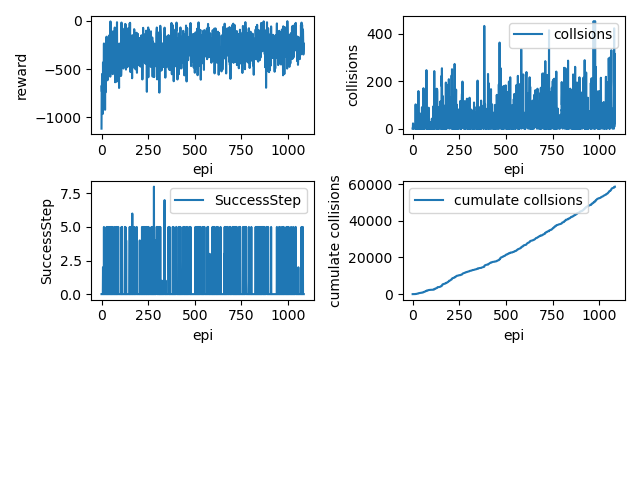 0
−500
−1000
reward
0 250 500 750 1000
epi
400
200
0
collisions
collsions
0 250 500 750 1000
epi
7.5
5.0
2.5
0.0
SuccessStep
SuccessStep
0 250 500 750 1000
epi
60000
40000
20000
0
cumulate collisions
cumulate collsions
0 250 500 750 1000
epi